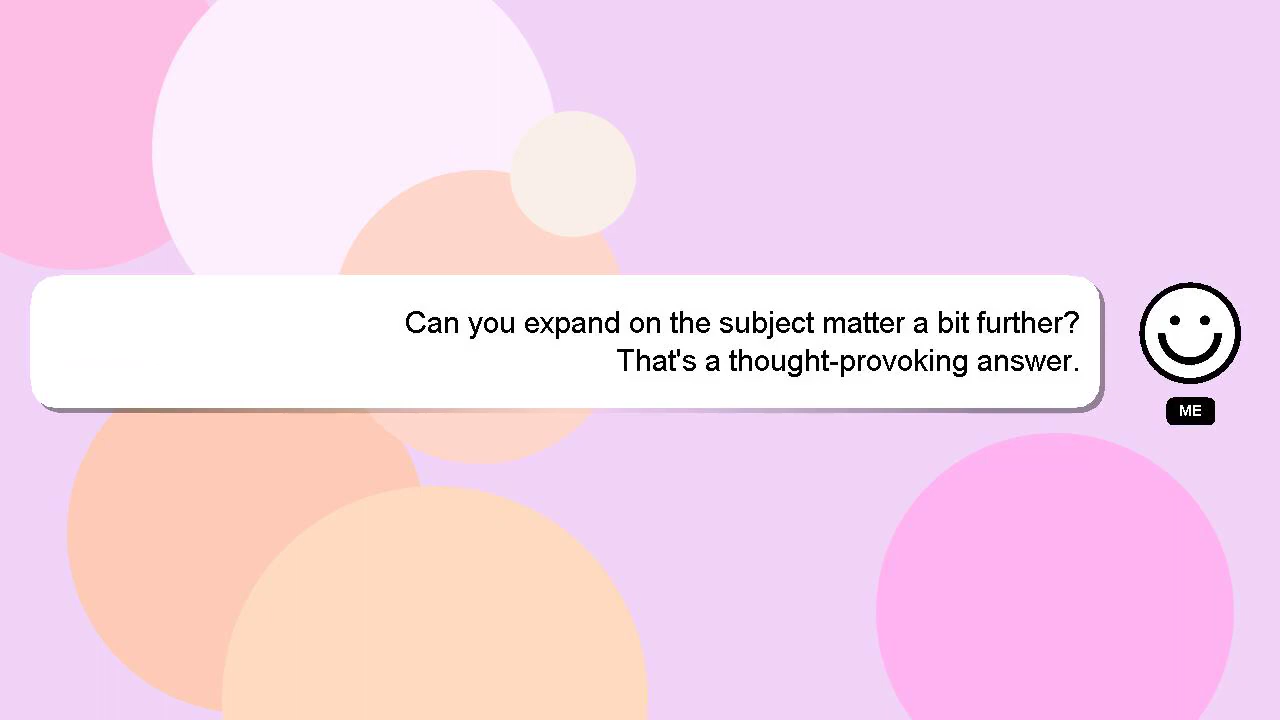 Can you expand on the subject matter a bit further?
That's a thought-provoking answer.
ME